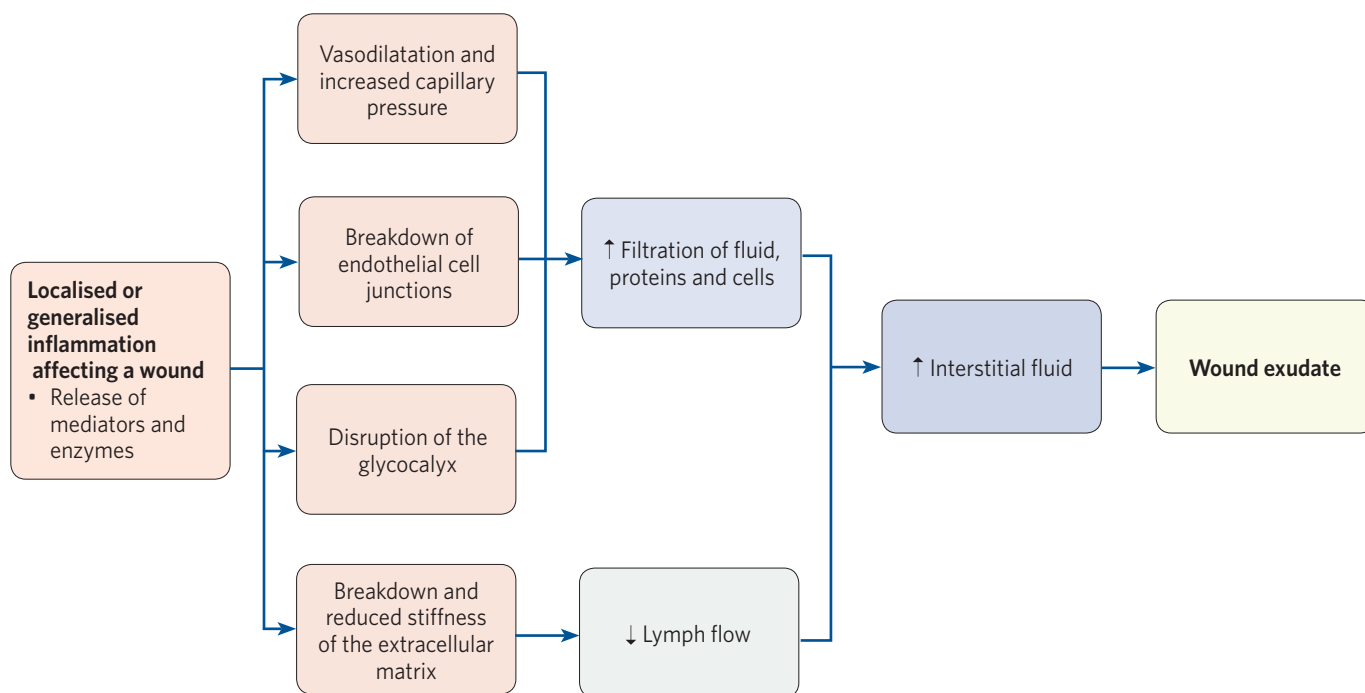 Vasodilatation and
increased capillary
pressure
Breakdown of
endothelial cell
junctions
↑ Filtration of fluid,
proteins and cells
Localised or
generalised
inflammation
affecting a wound
• Release of
mediators and
enzymes
↑ Interstitial fluid
Wound exudate
Disruption of the
glycocalyx
Breakdown and
reduced stiffness
of the extracellular
matrix
↓ Lymph flow